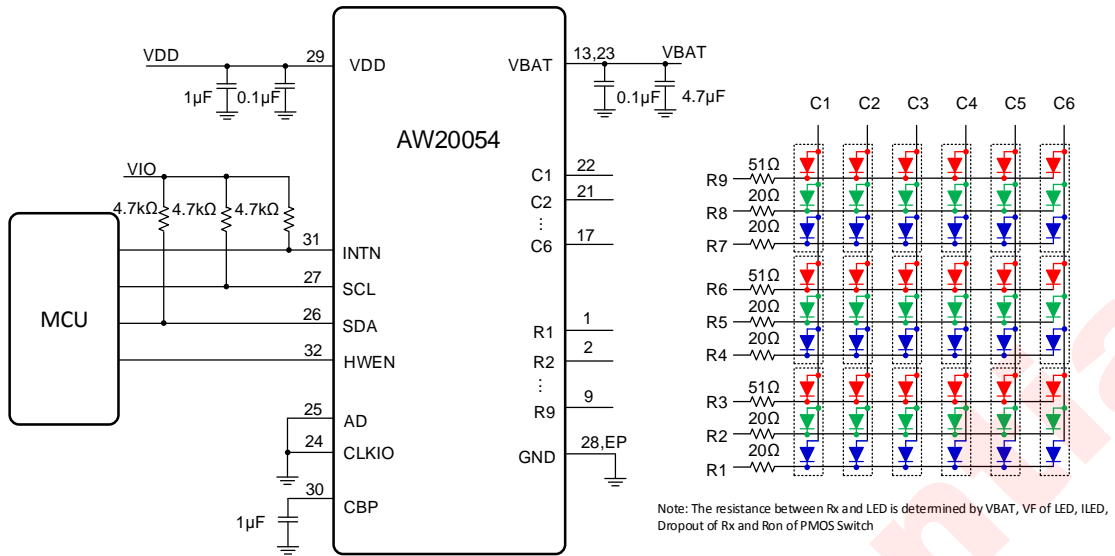 VDD
29
VDD
1µF
0.1µF
VBAT
13,23
VBAT
0.1µF
4.7µF
AW20054
VIO
4.7kΩ
4.7kΩ
4.7kΩ
MCU
31
INTN
27
SCL
26
SDA
32
HWEN
25
AD
24
CLKIO
30
CBP
1µF
C1
22
C2
21
⋮
C6
17
R1
1
R2
2
⋮
R9
9
GND
28,EP
C1 C2 C3 C4 C5 C6
51Ω
R9
20Ω
R8
20Ω
R7
51Ω
R6
20Ω
R5
20Ω
R4
51Ω
R3
20Ω
R2
20Ω
R1
Note: The resistance between Rx and LED is determined by VBAT, VF of LED, ILED,
Dropout of Rx and Ron of PMOS Switch